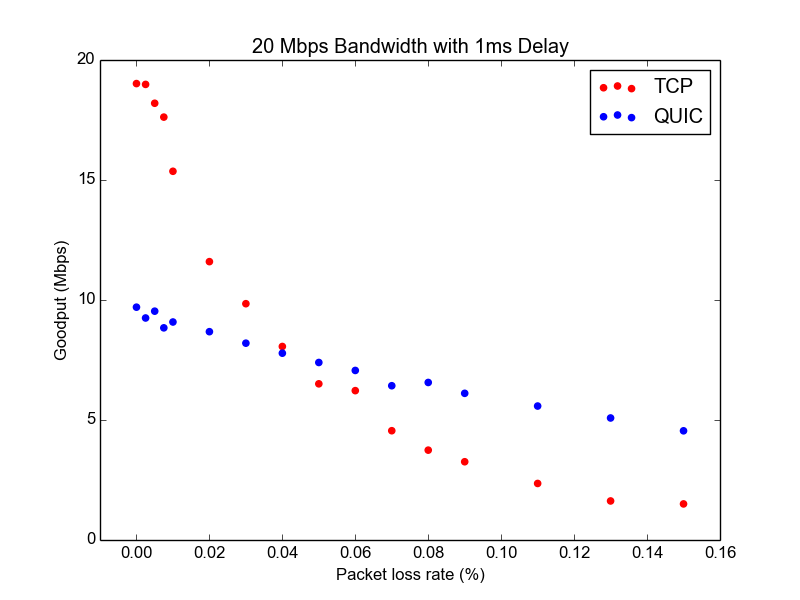 20 Mbps Bandwidth with 1ms Delay
TCP
QUIC
Goodput (Mbps)
20
15
10
5
0
0.00 0.02 0.04 0.06 0.08 0.10 0.12 0.14 0.16
Packet loss rate (%)